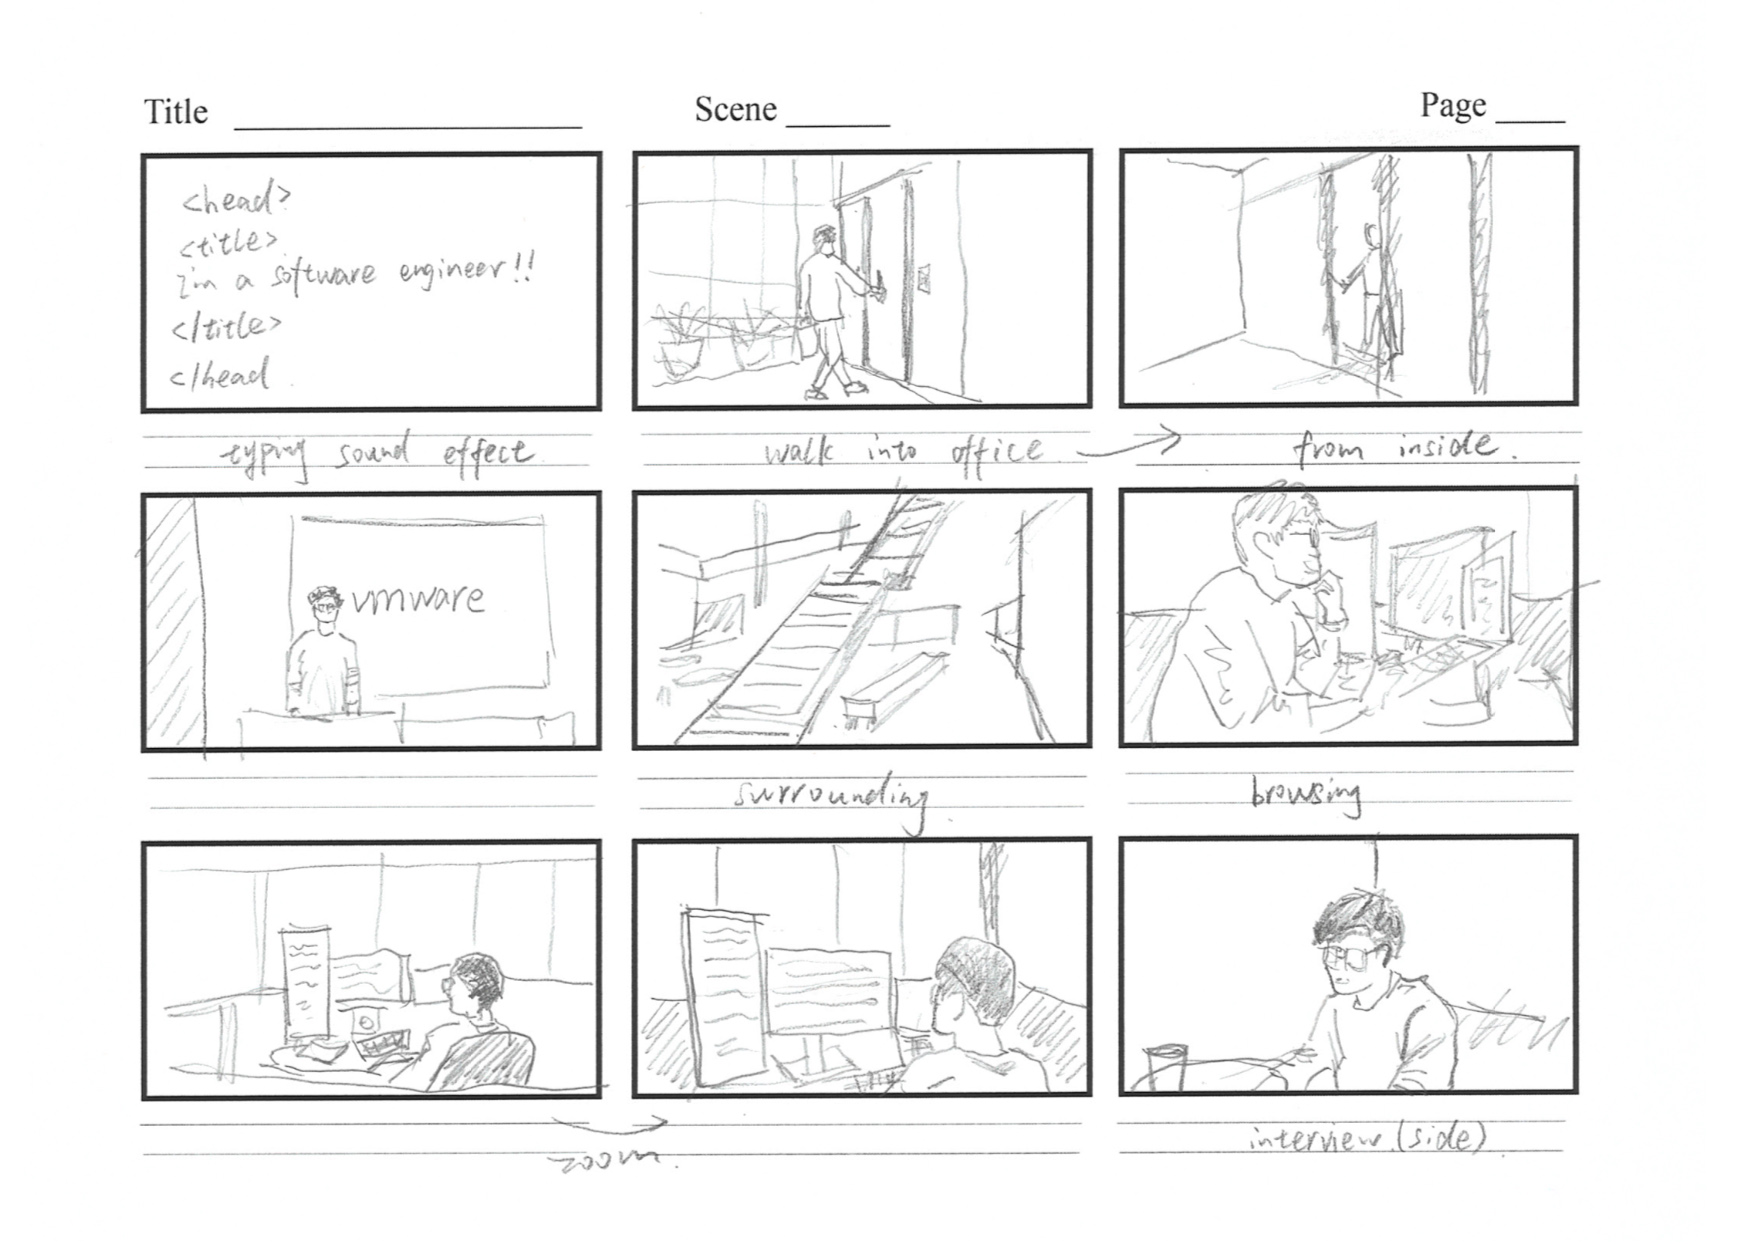 Title
Scene
Page
<head>
<title>
i'm a software engineer!!
</title>
</head
typing sound effect
walk into office
from inside.
vmware
surrounding.
browsing
zoom.
interview.(side)